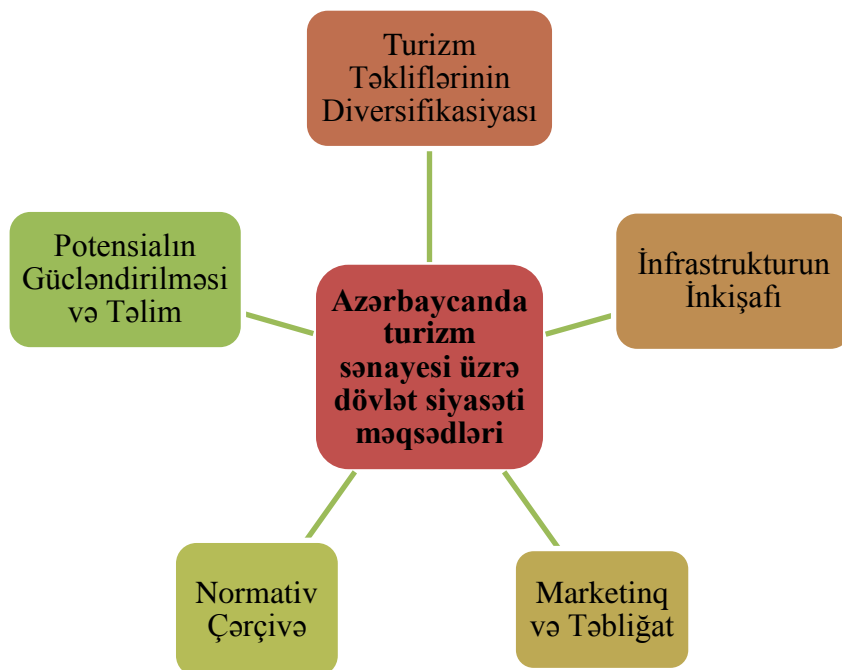 Turizm
Təkliflərinin
Diversifikasiyası
Potensialın
Gücləndirilməsi
və Təlim
İnfrastrukturun
İnkişafı
Azərbaycanda
turizm
sənayesi üzrə
dövlət siyasəti
məqsədləri
Normativ
Çərçivə
Marketinq
və Təbliğat